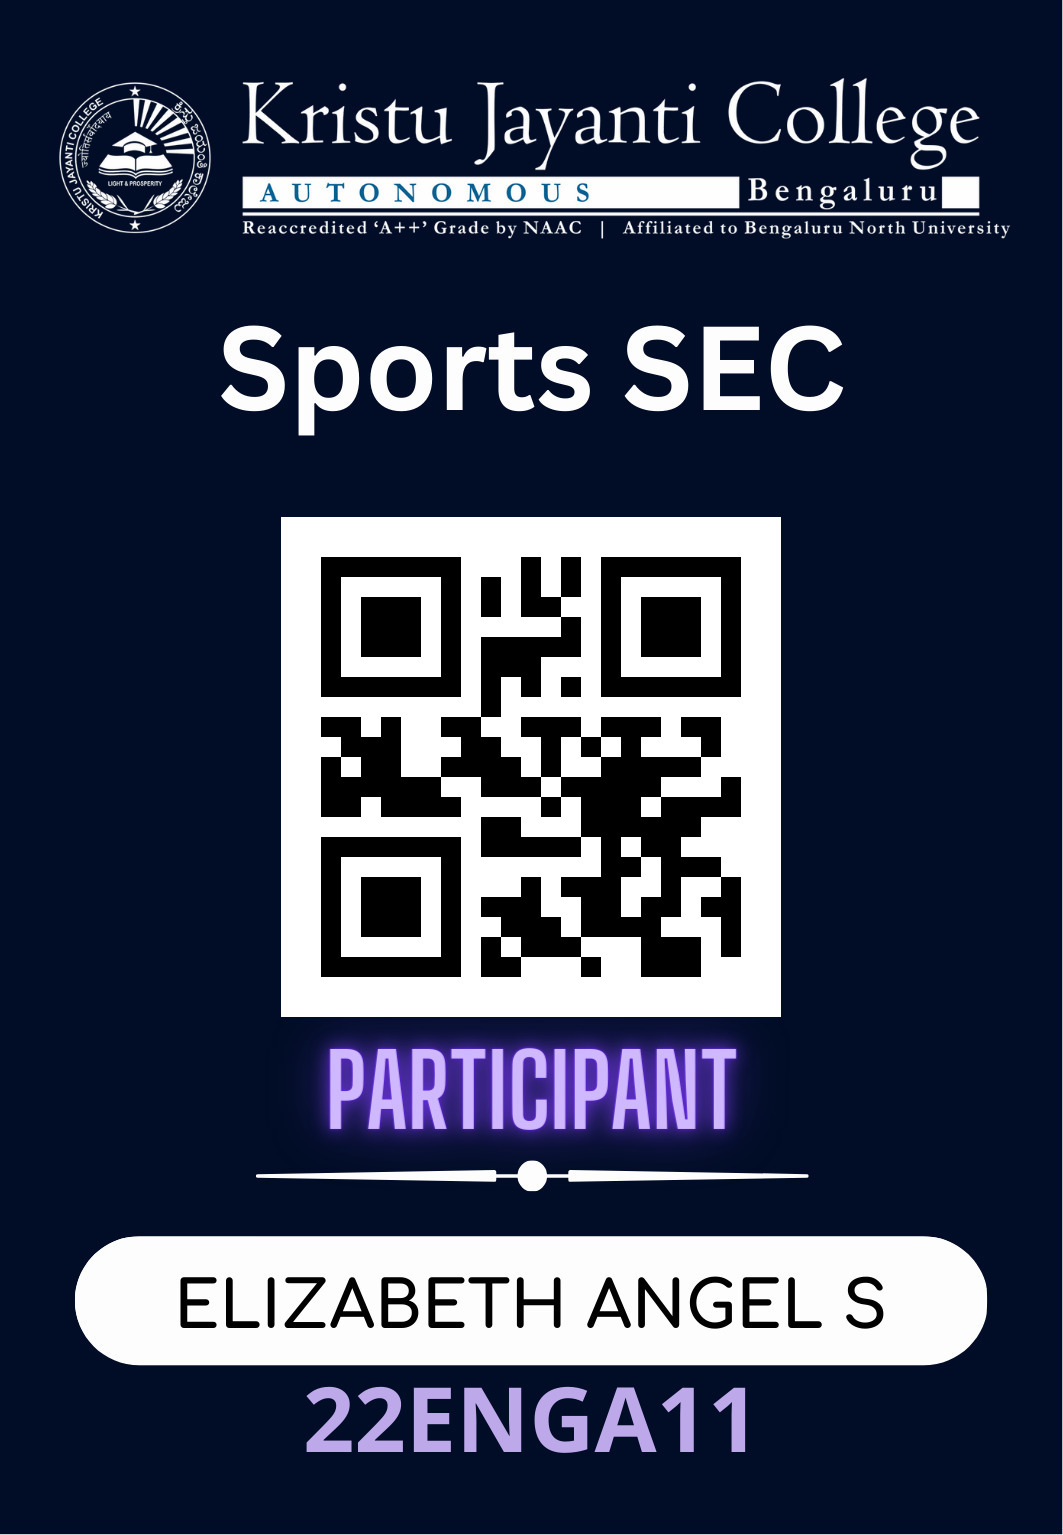 KRISTU JAYANTI COLLEGE
ಕ್ರಿಸ್ತು ಜಯಂತಿ ಕಾಲೇಜು
LIGHT & PROSPERITY
Kristu Jayanti College
AUTONOMOUS Bengaluru
Reaccredited ‘A++’ Grade by NAAC | Affiliated to Bengaluru North University
Sports SEC
PARTICIPANT
ELIZABETH ANGEL S
22ENGA11